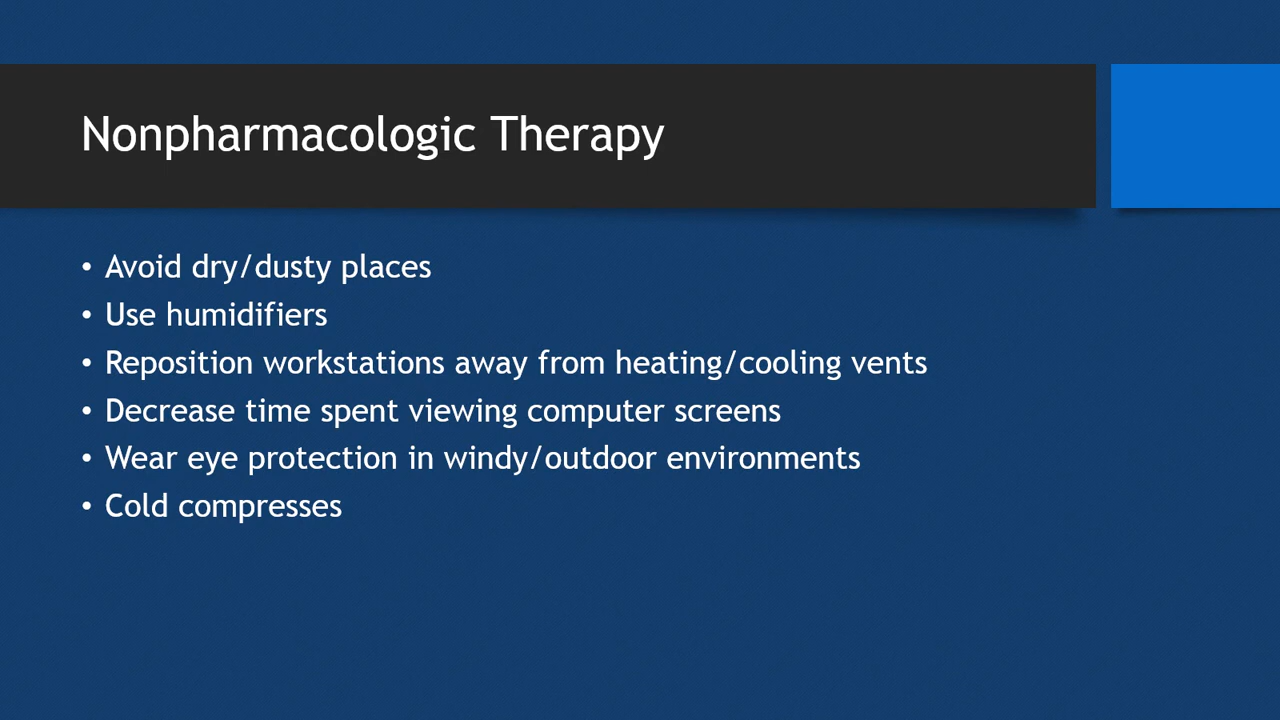 Nonpharmacologic Therapy
• Avoid dry/dusty places
• Use humidifiers
• Reposition workstations away from heating/cooling vents
• Decrease time spent viewing computer screens
• Wear eye protection in windy/outdoor environments
• Cold compresses